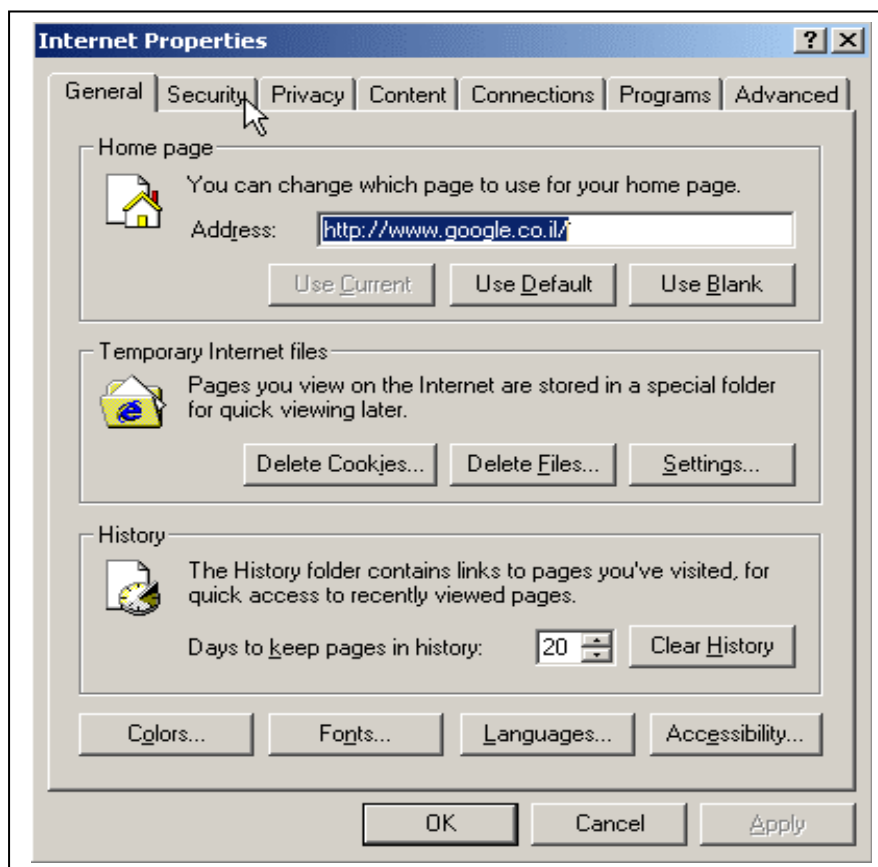 Internet Properties
General Security Privacy Content Connections Programs Advanced
Home page
You can change which page to use for your home page.
Address: http://www.google.co.il/
Use Current Use Default Use Blank
Temporary Internet files
Pages you view on the Internet are stored in a special folder
for quick viewing later.
Delete Cookies... Delete Files... Settings...
History
The History folder contains links to pages you've visited, for
quick access to recently viewed pages.
Days to keep pages in history: 20 Clear History
Colors... Fonts... Languages... Accessibility...
OK Cancel Apply